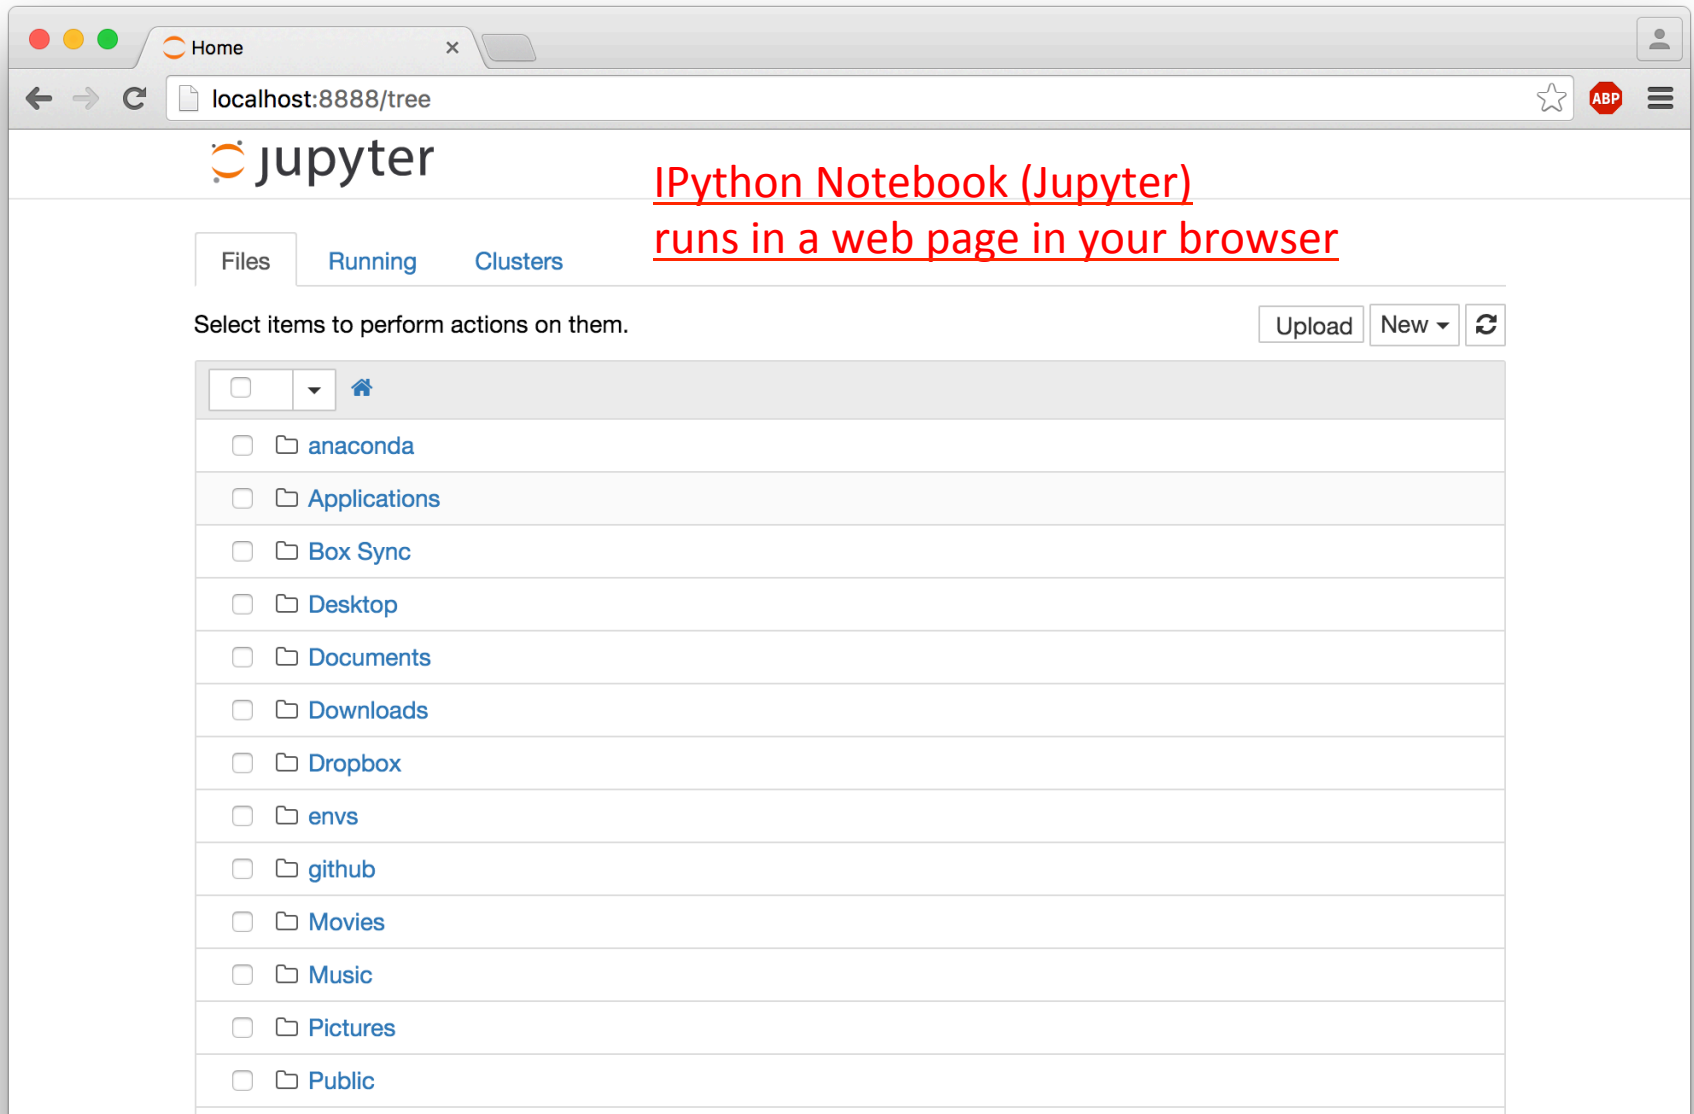 Home
localhost:8888/tree
ABP
jupyter
IPython Notebook (Jupyter)
runs in a web page in your browser
Files Running Clusters
Select items to perform actions on them.
Upload New
anaconda
Applications
Box Sync
Desktop
Documents
Downloads
Dropbox
envs
github
Movies
Music
Pictures
Public